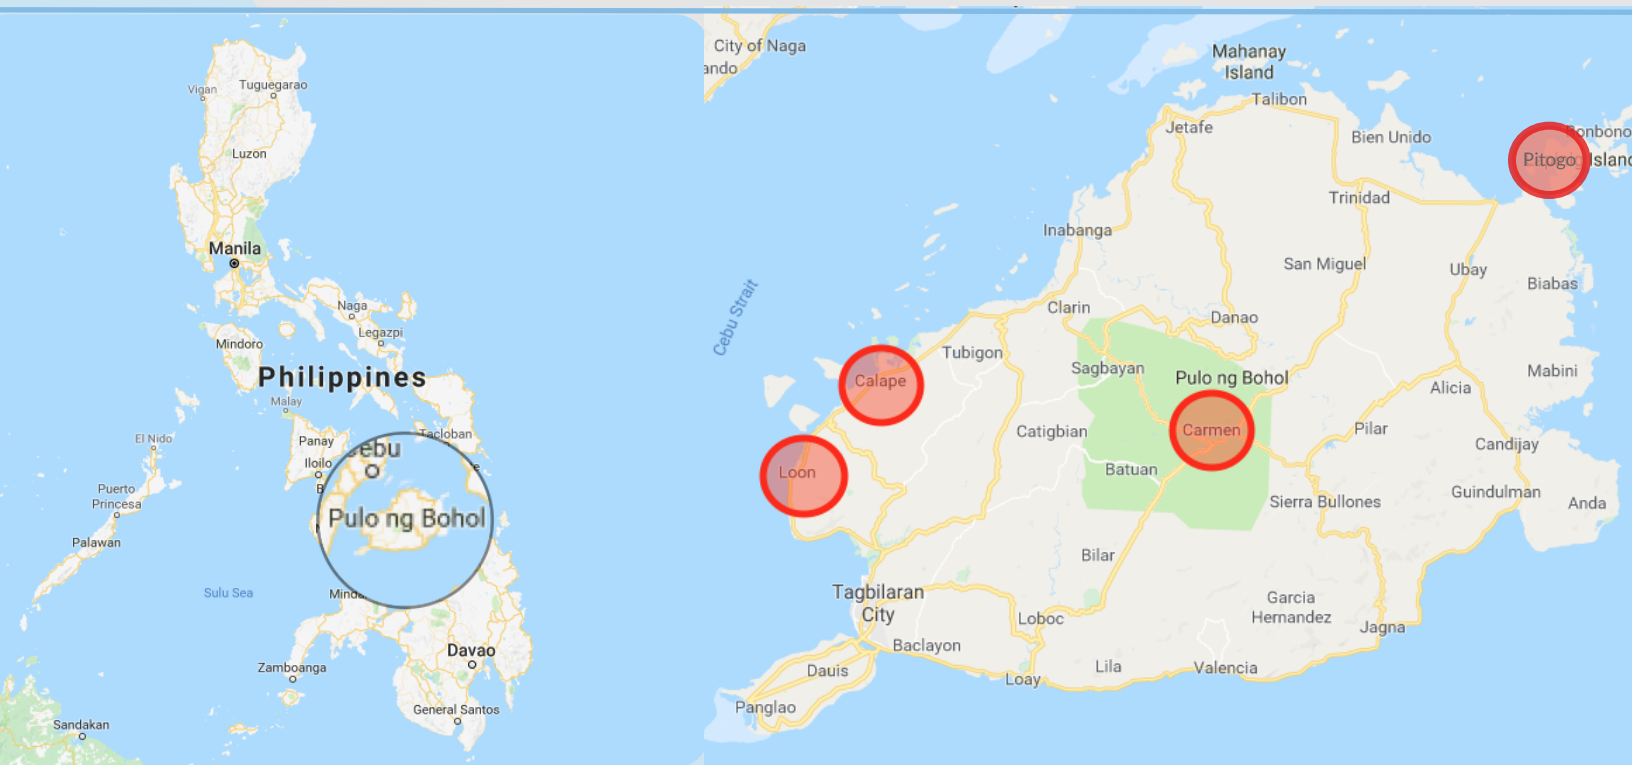 Vigan
Tuguegarao
Luzon
Manila
Naga
Legazpi
Mindoro
Philippines
Malay
El Nido
Panay
Tacloban
Iloilo
Puerto
Princesa
Pulo ng Bohol
Palawan
Sulu Sea
Zamboanga
Davao
General Santos
Sandakan
City of Naga
Mahanay
Island
Talibon
Jetafe
Bien Unido
Pitogo
Island
Trinidad
Inabanga
San Miguel
Ubay
Biabas
Cebu Strait
Clarin
Danao
Tubigon
Sagbayan
Pulo ng Bohol
Mabini
Calape
Alicia
Catigbian
Carmen
Pilar
Candijay
Loon
Batuan
Sierra Bullones
Guindulman
Anda
Bilar
Tagbilaran
City
Garcia
Hernandez
Loboc
Jagna
Baclayon
Lila
Valencia
Dauis
Loay
Panglao